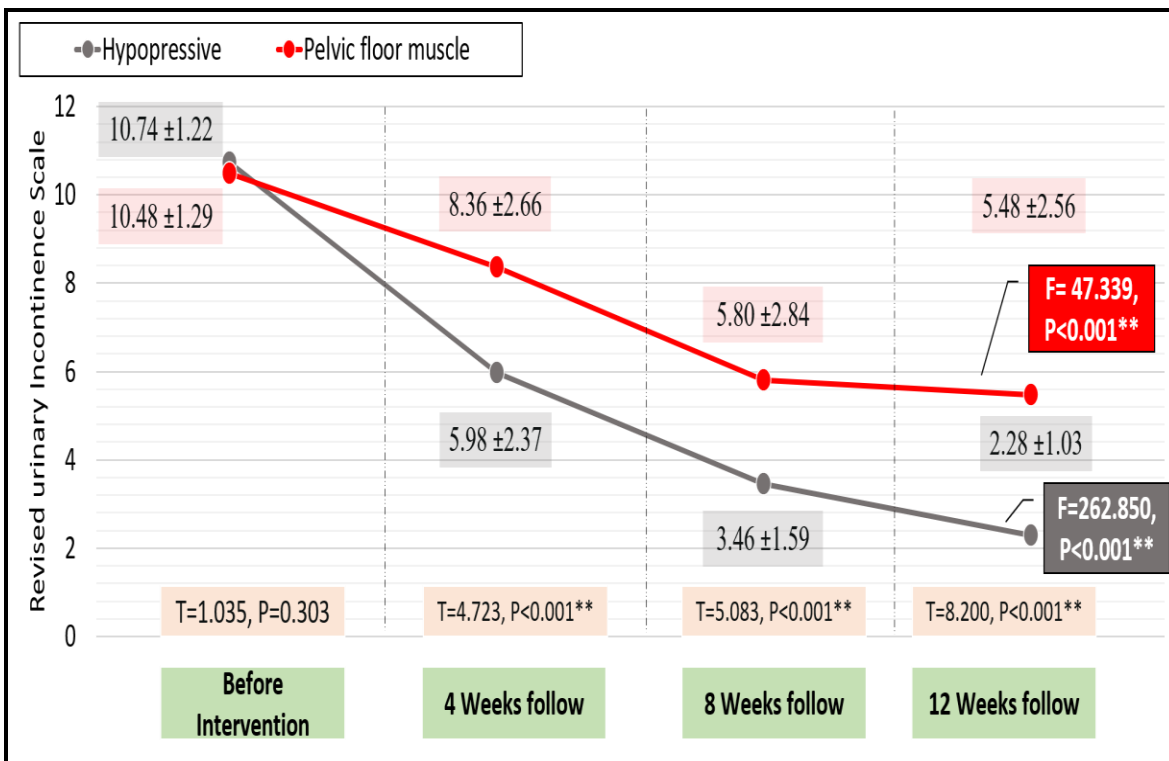 Hypopressive
Pelvic floor muscle
Revised urinary Incontinence Scale
12
10
8
6
4
2
0
10.74 ±1.22
10.48 ±1.29
8.36 ±2.66
5.98 ±2.37
5.80 ±2.84
3.46 ±1.59
5.48 ±2.56
2.28 ±1.03
F= 47.339,
P<0.001**
F=262.850,
P<0.001**
T=1.035, P=0.303
T=4.723, P<0.001**
T=5.083, P<0.001**
T=8.200, P<0.001**
Before
Intervention
4 Weeks follow
8 Weeks follow
12 Weeks follow